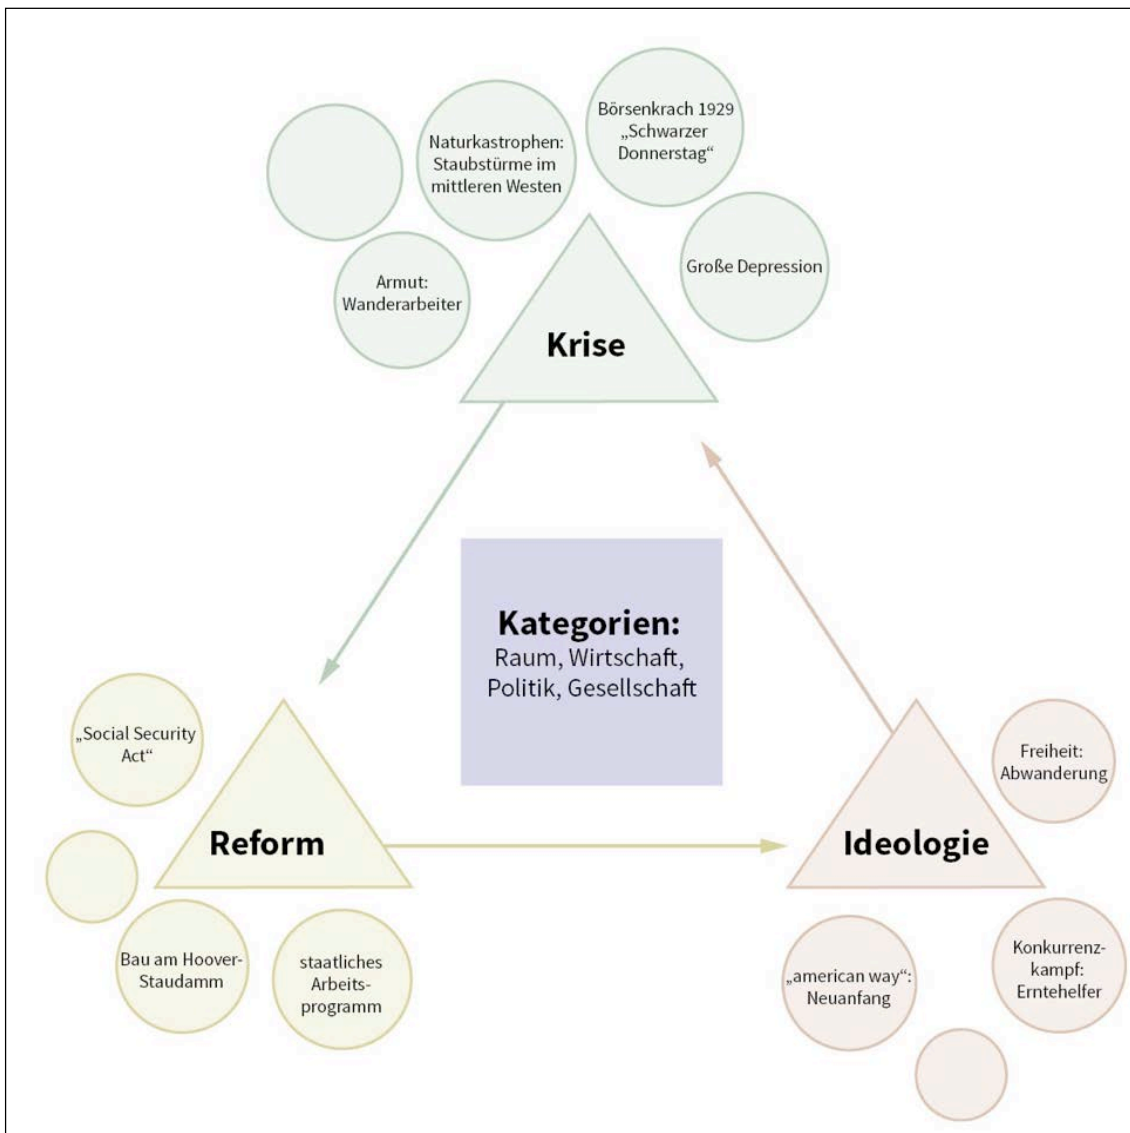 Börsenkrach 1929
„Schwarzer
Donnerstag“
Naturkastrophen:
Staubstürme im
mittleren Westen
Große Depression
Armut:
Wanderarbeiter
Krise
Kategorien:
Raum, Wirtschaft,
Politik, Gesellschaft
„Social Security
Act“
Reform
Bau am Hoover-
Staudamm
staatliches
Arbeits-
programm
Freiheit:
Abwanderung
Ideologie
„american way“:
Neuanfang
Konkurrenz-
kampf:
Erntehelfer